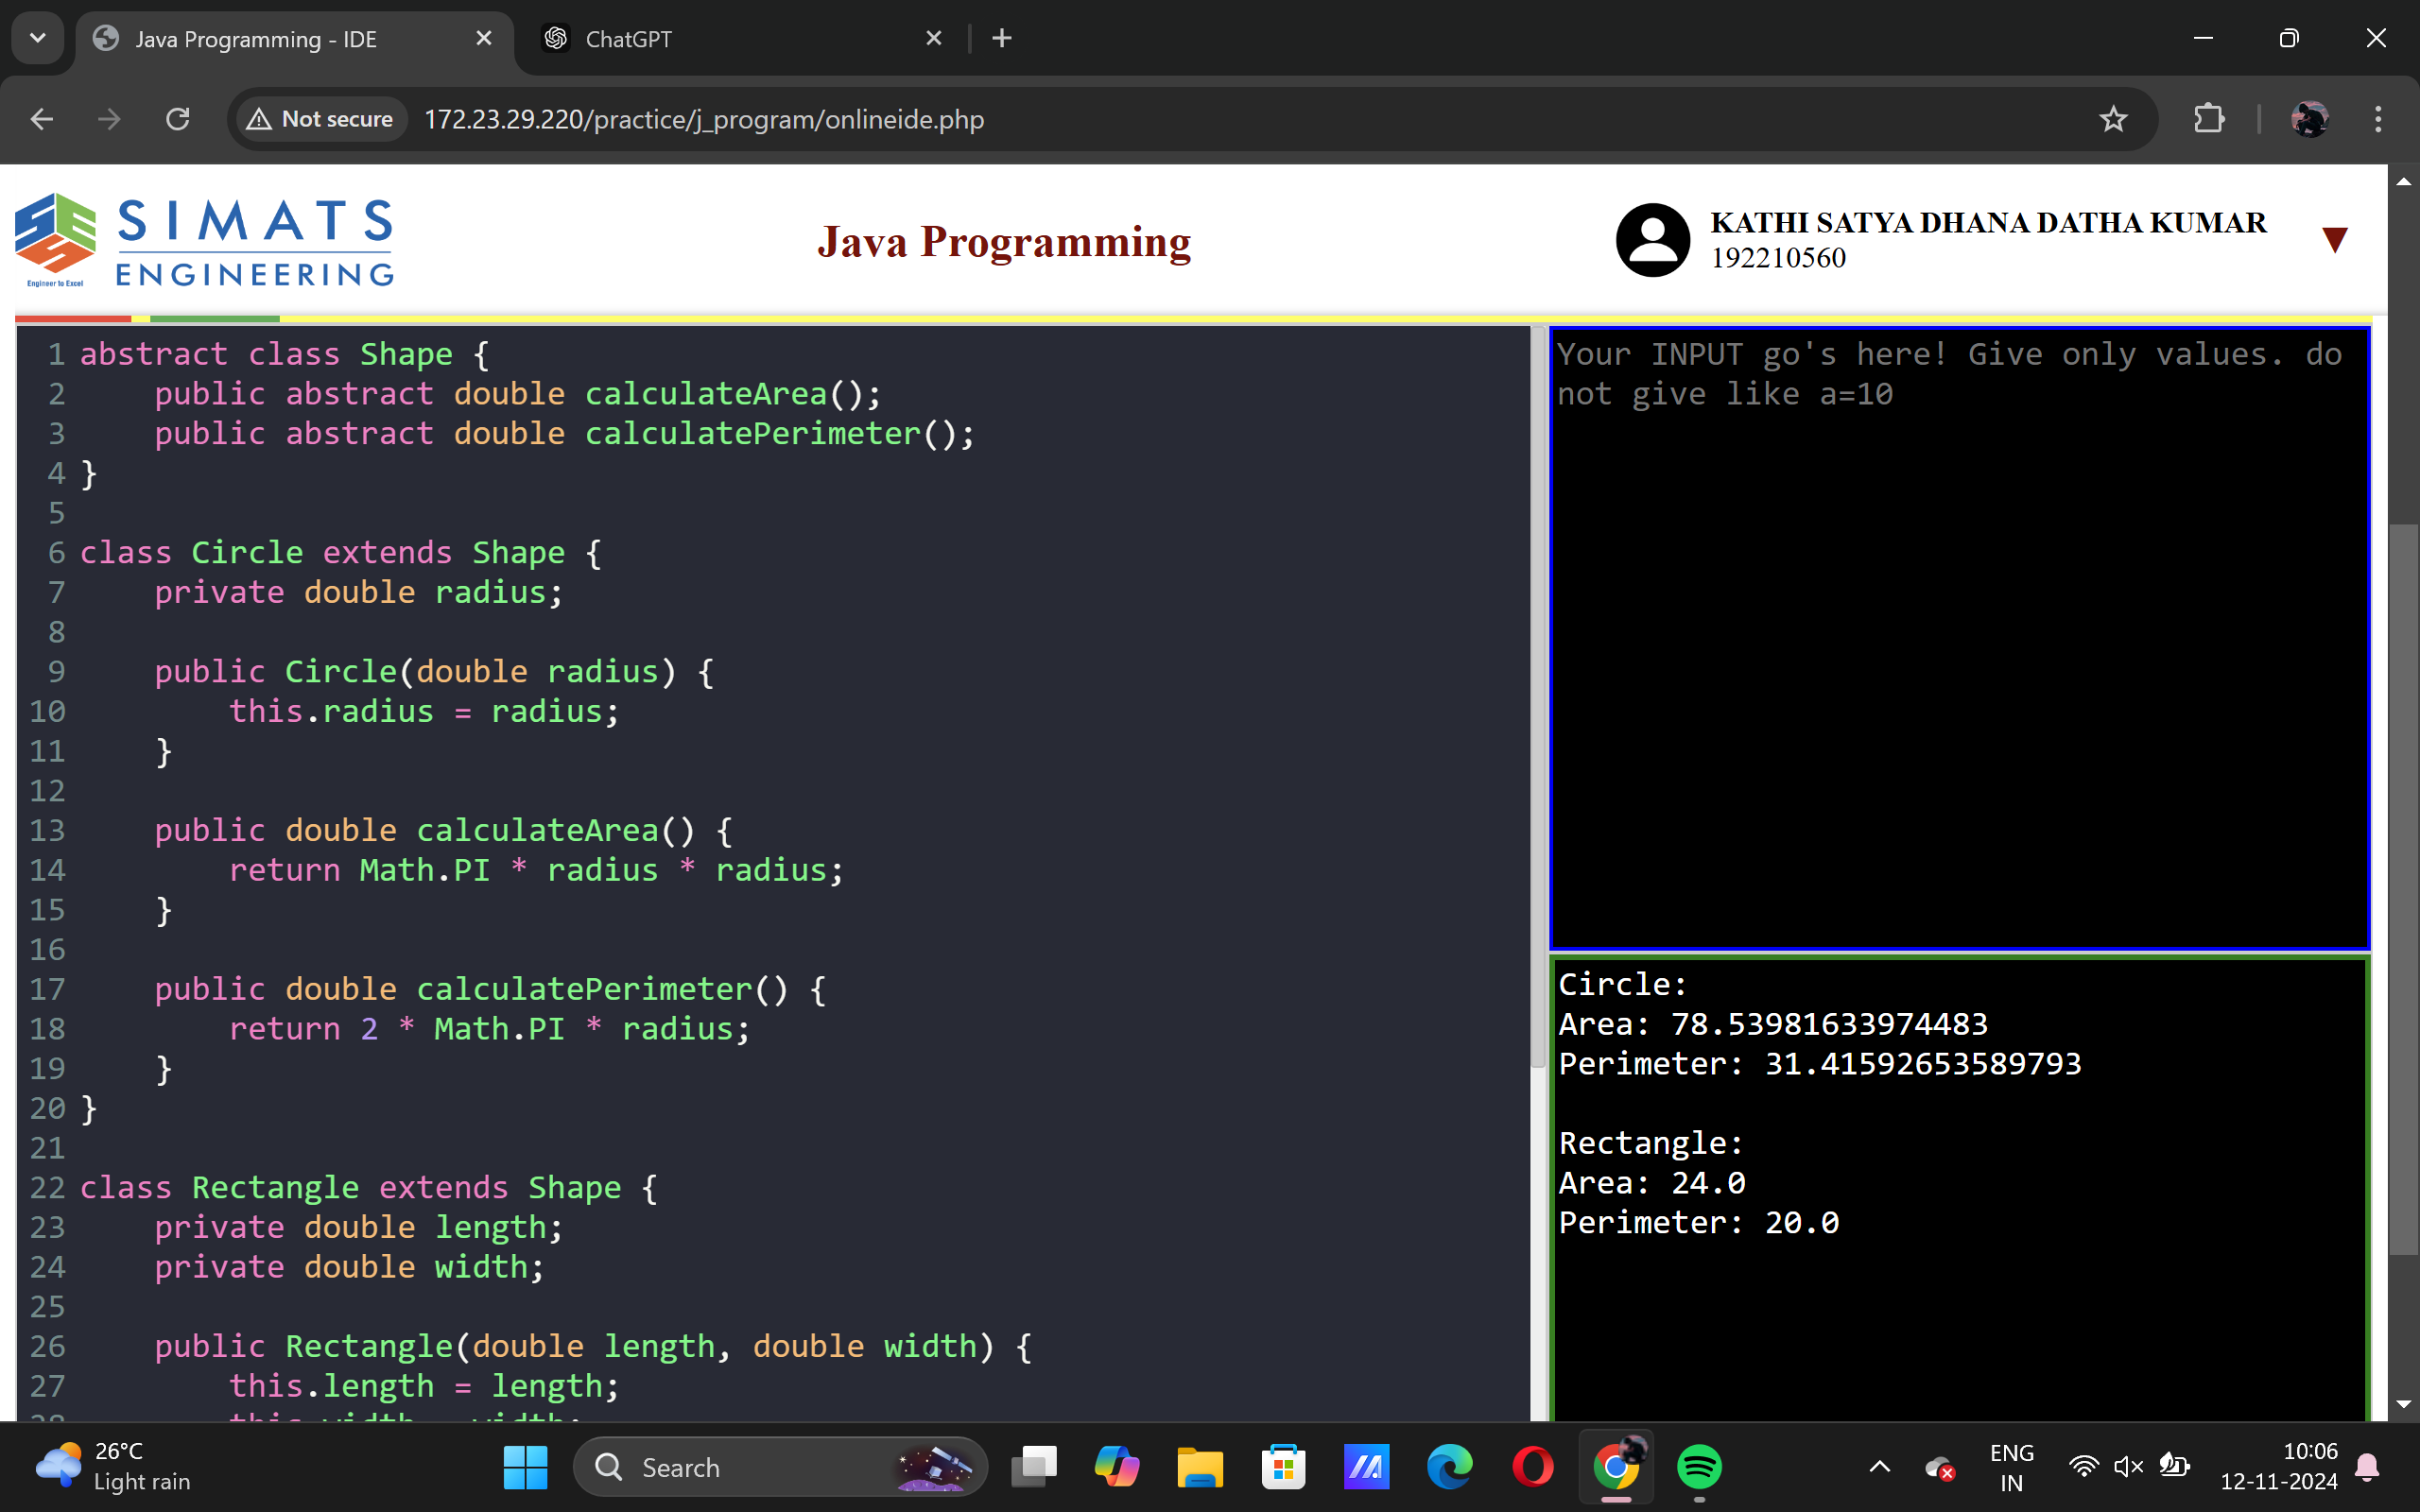 Java Programming - IDE
ChatGPT
Not secure
172.23.29.220/practice/j_program/onlineide.php
SIMATS
ENGINEERING
Engineer to Excel
Java Programming
KATHI SATYA DHANA DATHA KUMAR
192210560
1 abstract class Shape {
2     public abstract double calculateArea();
3     public abstract double calculatePerimeter();
4 }
5
6 class Circle extends Shape {
7     private double radius;
8
9     public Circle(double radius) {
10         this.radius = radius;
11     }
12
13     public double calculateArea() {
14         return Math.PI * radius * radius;
15     }
16
17     public double calculatePerimeter() {
18         return 2 * Math.PI * radius;
19     }
20 }
21
22 class Rectangle extends Shape {
23     private double length;
24     private double width;
25
26     public Rectangle(double length, double width) {
27         this.length = length;
28         this.width = width;
Your INPUT go's here! Give only values. do
not give like a=10
Circle:
Area: 78.53981633974483
Perimeter: 31.41592653589793
Rectangle:
Area: 24.0
Perimeter: 20.0
26°C
Light rain
Search
ENG
IN
10:06
12-11-2024